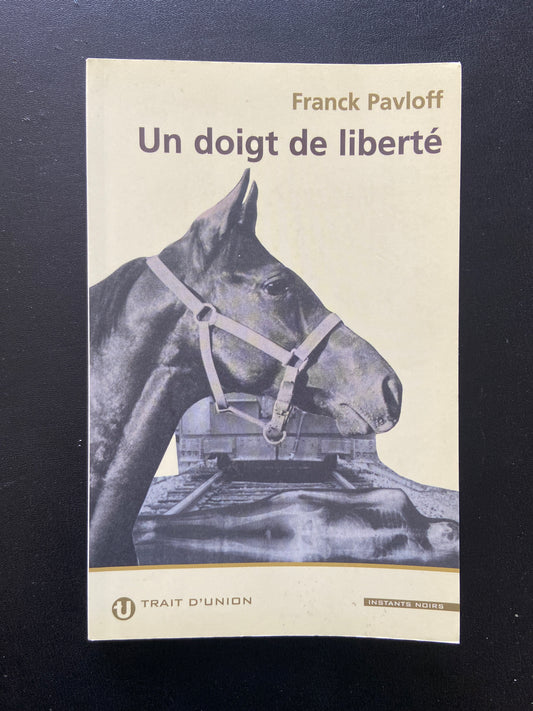 Franck Pavloff
Un doigt de liberté
TRAIT D'UNION
INSTANTS NOIRS